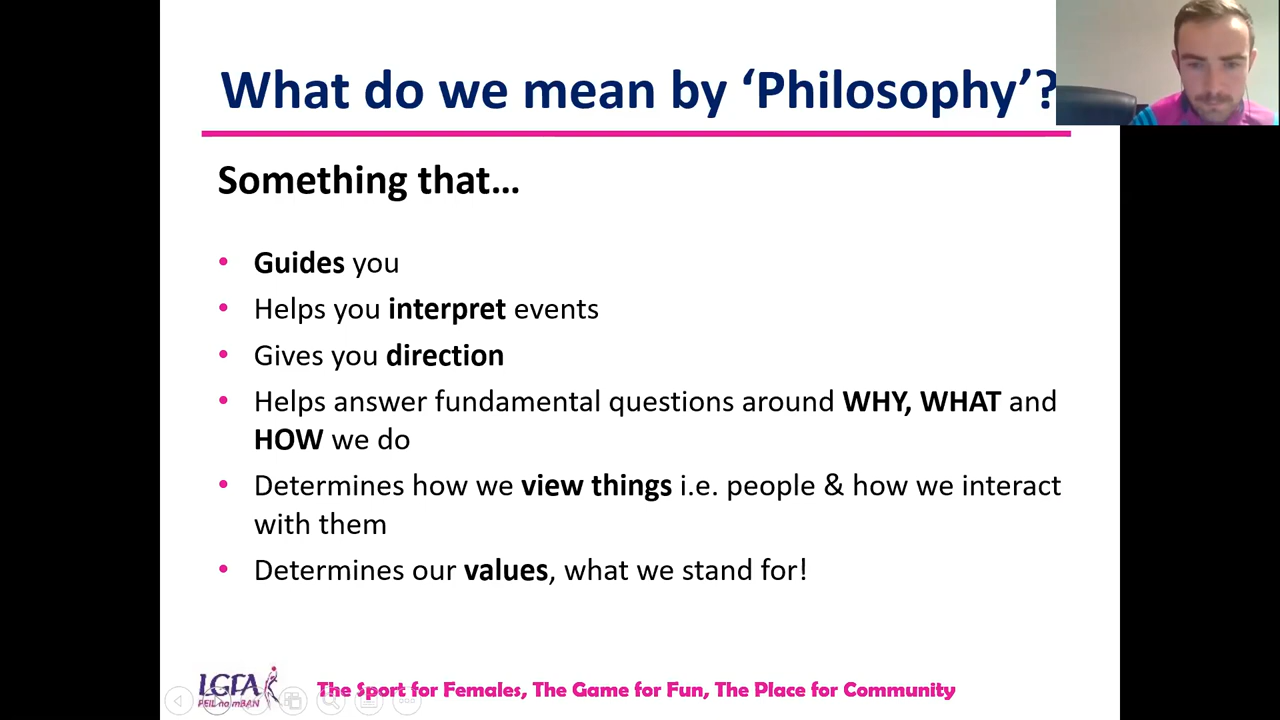 What do we mean by ‘Philosophy’?
Something that…
• Guides you
• Helps you interpret events
• Gives you direction
• Helps answer fundamental questions around WHY, WHAT and
HOW we do
• Determines how we view things i.e. people & how we interact
with them
• Determines our values, what we stand for!
LGFA
PEIL na mBAN
The Sport for Females, The Game for Fun, The Place for Community